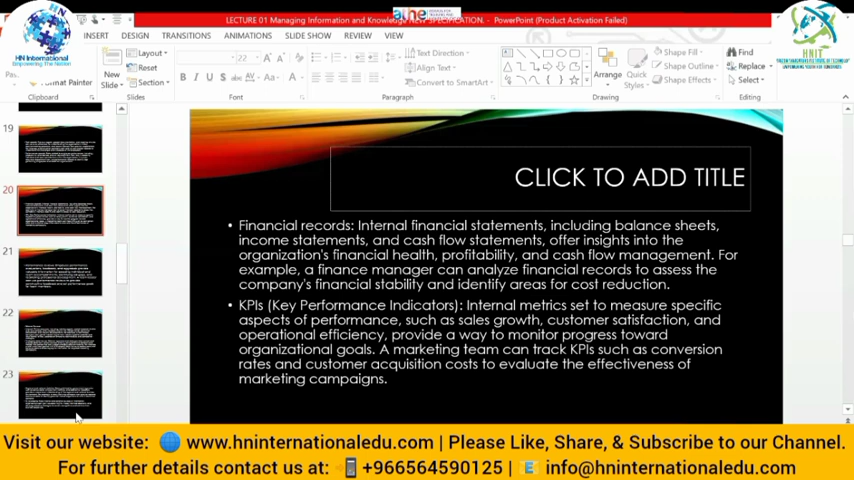 LECTURE 01 Managing Information and Knowledge NEW SPECIFICATION. - PowerPoint (Product Activation Failed)
HN International
Empowering The Nation
HNIT
INSERT DESIGN TRANSITIONS ANIMATIONS SLIDE SHOW REVIEW VIEW
Format Painter
New
Slide
Layout
Reset
Section
22
Text Direction
Align Text
Convert to SmartArt
Arrange
Quick
Styles
Shape Fill
Shape Outline
Shape Effects
Find
Replace
Select
Clipboard Slides Font Paragraph Drawing Editing
19
20
21
22
23
CLICK TO ADD TITLE
• Financial records: Internal financial statements, including balance sheets,
income statements, and cash flow statements, offer insights into the
organization's financial health, profitability, and cash flow management. For
example, a finance manager can analyze financial records to assess the
company's financial stability and identify areas for cost reduction.
• KPIs (Key Performance Indicators): Internal metrics set to measure specific
aspects of performance, such as sales growth, customer satisfaction, and
operational efficiency, provide a way to monitor progress toward
organizational goals. A marketing team can track KPIs such as conversion
rates and customer acquisition costs to evaluate the effectiveness of
marketing campaigns.
Visit our website: www.hninternationaledu.com | Please Like, Share, & Subscribe to our Channel.
For further details contact us at: +966564590125 | info@hninternationaledu.com